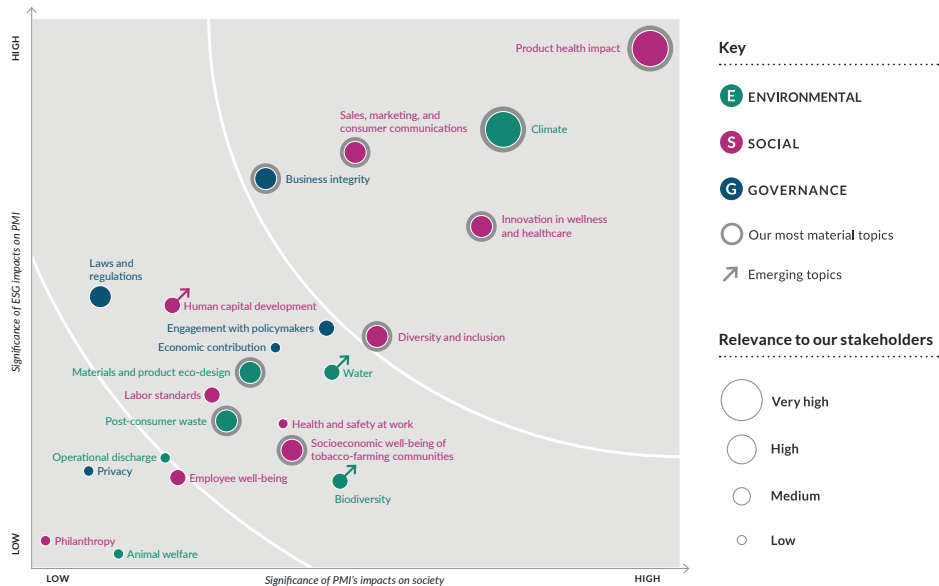 HIGH
Significance of ESG impacts on PMI
LOW
Product health impact
Sales, marketing, and
consumer communications
Climate
Business integrity
Innovation in wellness
and healthcare
Laws and
regulations
Human capital development
Engagement with policymakers
Diversity and inclusion
Economic contribution
Materials and product eco-design
Water
Labor standards
Post-consumer waste
Health and safety at work
Socioeconomic well-being of
tobacco-farming communities
Operational discharge
Privacy
Employee well-being
Biodiversity
Philanthropy
Animal welfare
LOW
Significance of PMI's impacts on society
HIGH
Key
E ENVIRONMENTAL
S SOCIAL
G GOVERNANCE
Our most material topics
Emerging topics
Relevance to our stakeholders
Very high
High
Medium
Low